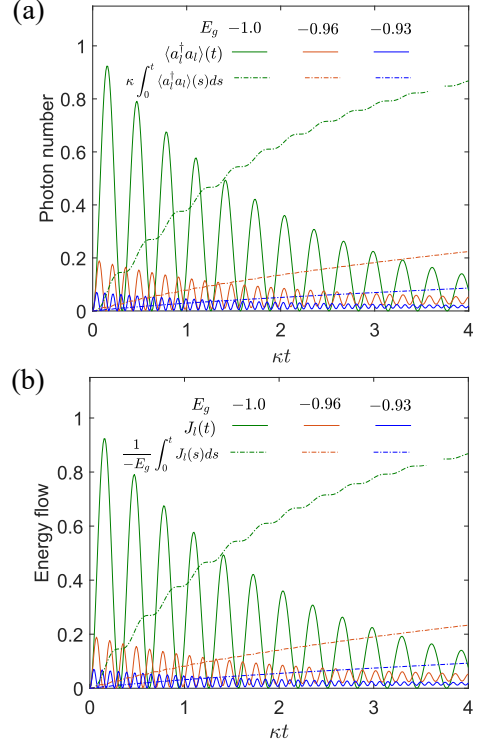 (a)
E_g −1.0 −0.96 −0.93
⟨a_l^† a_l⟩(t)
κ ∫_0^t ⟨a_l^† a_l⟩(s)ds
Photon number
1
0.8
0.6
0.4
0.2
0
0 1 2 3 4
κt
(b)
E_g −1.0 −0.96 −0.93
J_l(t)
1/−E_g ∫_0^t J_l(s)ds
Energy flow
1
0.8
0.6
0.4
0.2
0
0 1 2 3 4
κt